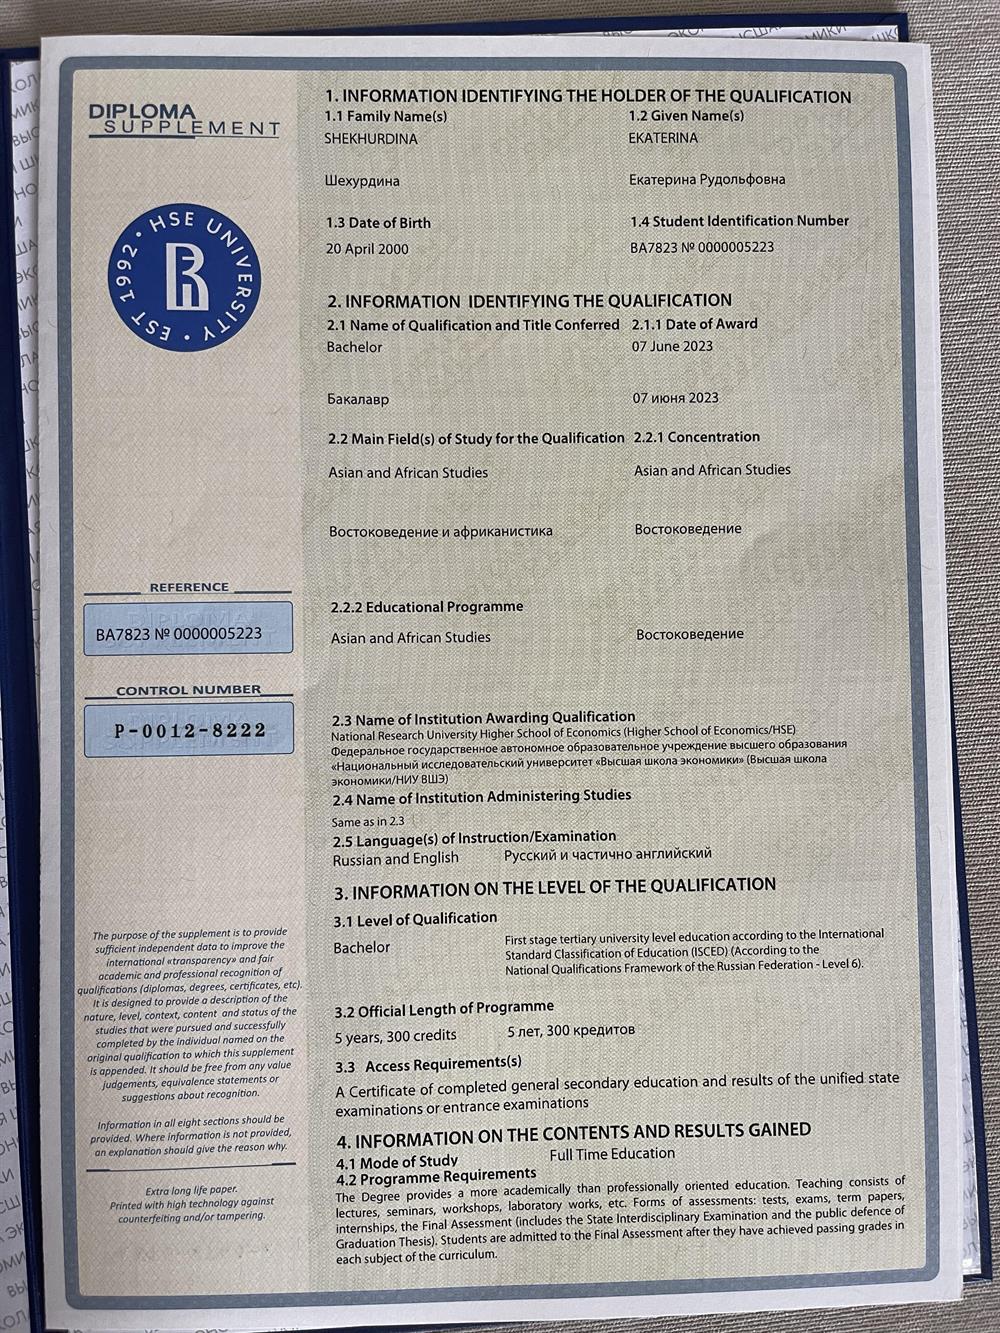 DIPLOMA
SUPPLEMENT
HSE UNIVERSITY • EST 1992 •
REFERENCE
BA7823 № 0000005223
CONTROL NUMBER
P-0012-8222
The purpose of the supplement is to provide
sufficient independent data to improve the
international «transparency» and fair
academic and professional recognition of
qualifications (diplomas, degrees, certificates, etc).
It is designed to provide a description of the
nature, level, context, content and status of the
studies that were pursued and successfully
completed by the individual named on the
original qualification to which this supplement
is appended. It should be free from any value
judgements, equivalence statements or
suggestions about recognition.
Information in all eight sections should be
provided. Where information is not provided,
an explanation should give the reason why.
Extra long life paper.
Printed with high technology against
counterfeiting and/or tampering.
1. INFORMATION IDENTIFYING THE HOLDER OF THE QUALIFICATION
1.1 Family Name(s) 1.2 Given Name(s)
SHEKHURDINA EKATERINA
Шехурдина Екатерина Рудольфовна
1.3 Date of Birth 1.4 Student Identification Number
20 April 2000 BA7823 № 0000005223
2. INFORMATION IDENTIFYING THE QUALIFICATION
2.1 Name of Qualification and Title Conferred 2.1.1 Date of Award
Bachelor 07 June 2023
Бакалавр 07 июня 2023
2.2 Main Field(s) of Study for the Qualification 2.2.1 Concentration
Asian and African Studies Asian and African Studies
Востоковедение и африканистика Востоковедение
2.2.2 Educational Programme
Asian and African Studies Востоковедение
2.3 Name of Institution Awarding Qualification
National Research University Higher School of Economics (Higher School of Economics/HSE)
Федеральное государственное автономное образовательное учреждение высшего образования
«Национальный исследовательский университет «Высшая школа экономики» (Высшая школа
экономики/НИУ ВШЭ)
2.4 Name of Institution Administering Studies
Same as in 2.3
2.5 Language(s) of Instruction/Examination
Russian and English Русский и частично английский
3. INFORMATION ON THE LEVEL OF THE QUALIFICATION
3.1 Level of Qualification
Bachelor First stage tertiary university level education according to the International
Standard Classification of Education (ISCED) (According to the
National Qualifications Framework of the Russian Federation - Level 6).
3.2 Official Length of Programme
5 years, 300 credits 5 лет, 300 кредитов
3.3 Access Requirements(s)
A Certificate of completed general secondary education and results of the unified state
examinations or entrance examinations
4. INFORMATION ON THE CONTENTS AND RESULTS GAINED
4.1 Mode of Study Full Time Education
4.2 Programme Requirements
The Degree provides a more academically than professionally oriented education. Teaching consists of
lectures, seminars, workshops, laboratory works, etc. Forms of assessments: tests, exams, term papers,
internships, the Final Assessment (includes the State Interdisciplinary Examination and the public defence of
Graduation Thesis). Students are admitted to the Final Assessment after they have achieved passing grades in
each subject of the curriculum.